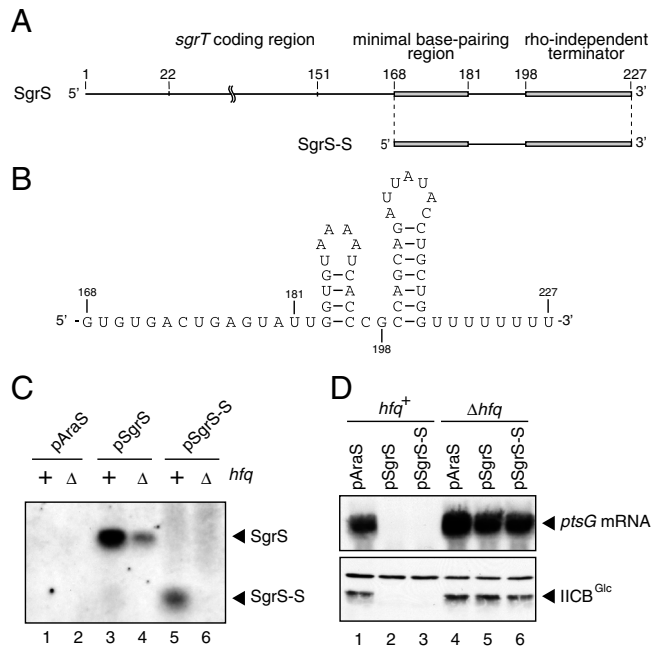 A
sgrT coding region
minimal base-pairing region
rho-independent terminator
1 22 151 168 181 198 227
SgrS 5' 3'
SgrS-S 5' 3'
B
U A U
U A
A C
G–C
A A A–U
A A C–G
U U G–C
G–C A–U
U–A C–G
168 181 G–C C–G 227
5' -G U G U G A C U G A G U A U U G–C C G C–G U U U U U U U U-3'
198
C
pAraS pSgrS pSgrS-S
+ Δ + Δ + Δ hfq
SgrS
SgrS-S
1 2 3 4 5 6
D
hfq+ Δhfq
pAraS pSgrS pSgrS-S pAraS pSgrS pSgrS-S
ptsG mRNA
IICBGlc
1 2 3 4 5 6